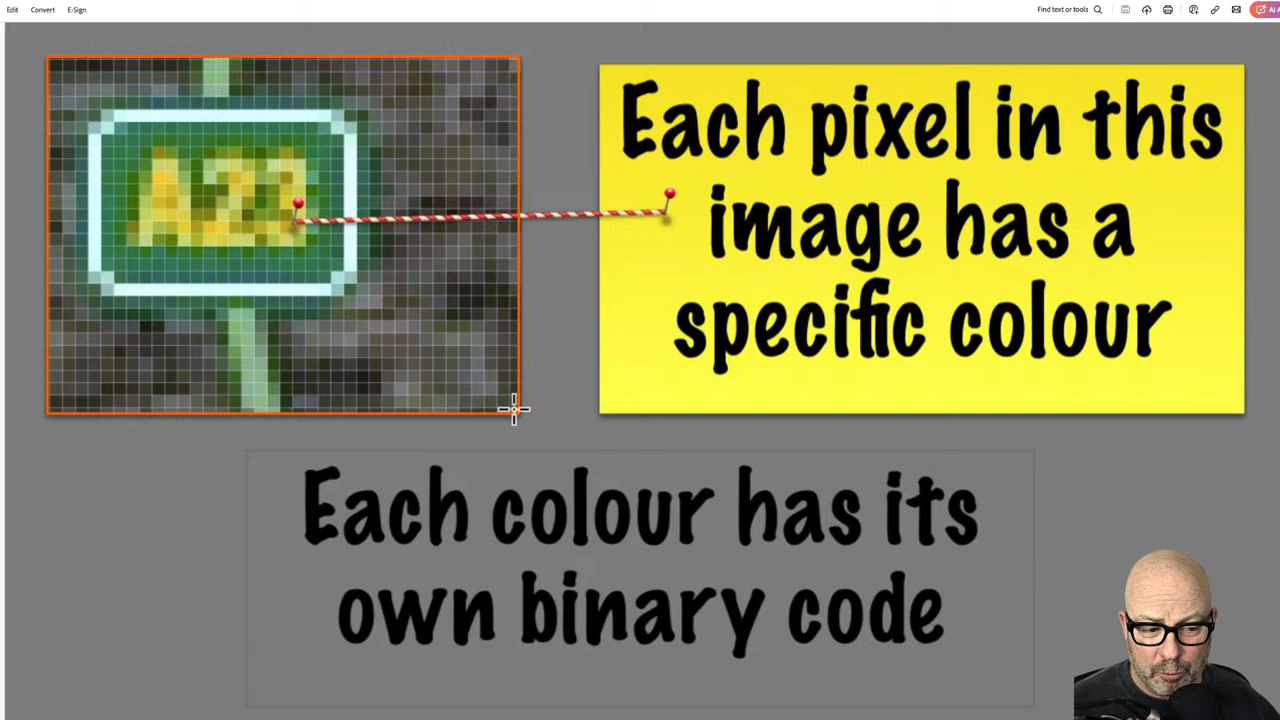 Edit Convert E-Sign
Find text or tools
Each pixel in this
image has a
specific colour
Each colour has its
own binary code